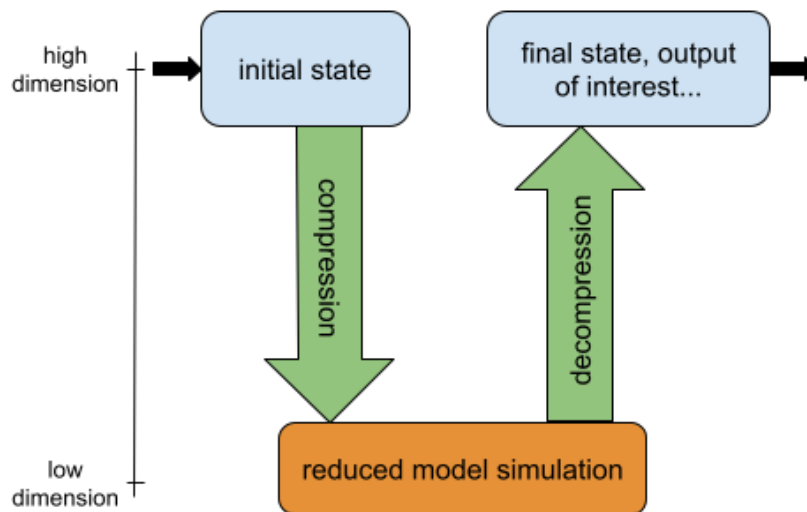 high
dimension
initial state
final state, output
of interest...
compression
decompression
low
dimension
reduced model simulation